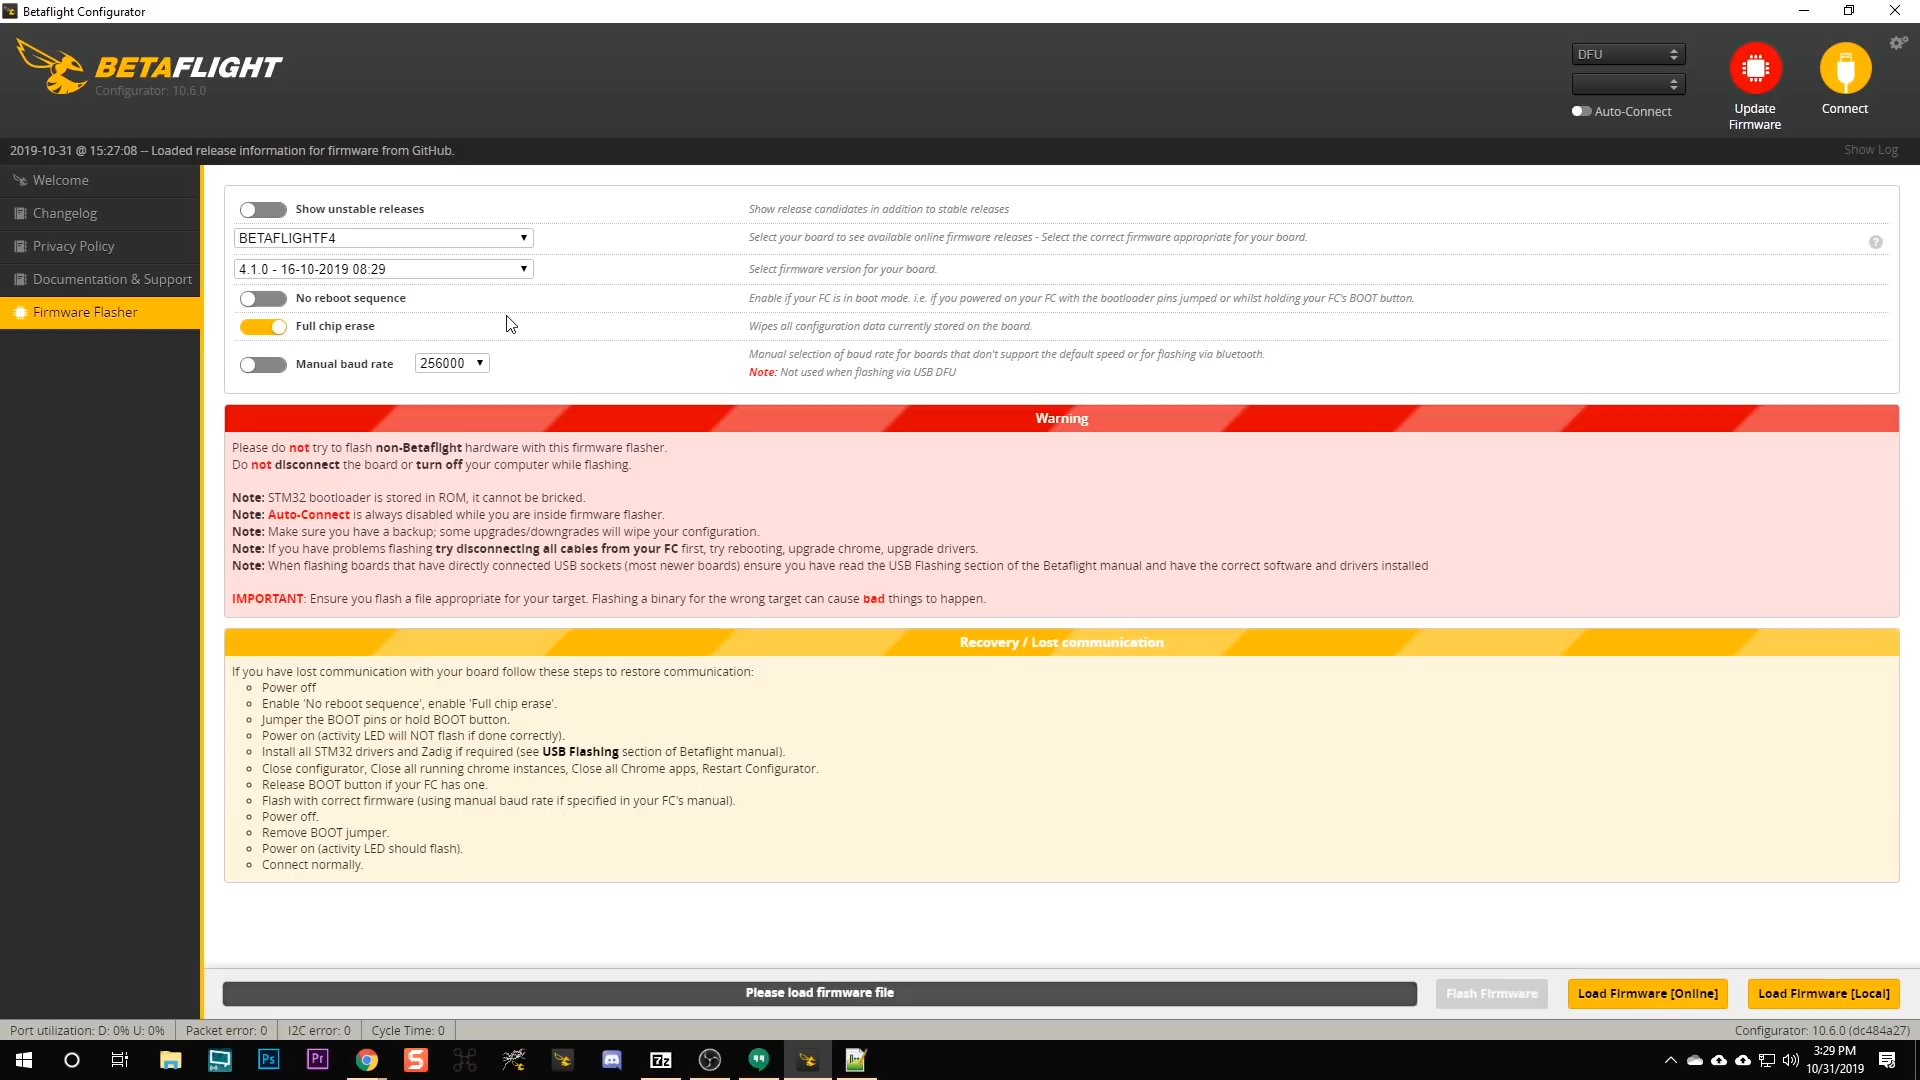 Betaflight Configurator
BETAFLIGHT
Configurator: 10.6.0
DFU
Auto-Connect
Update
Firmware
Connect
2019-10-31 @ 15:27:08 -- Loaded release information for firmware from GitHub.
Show Log
Welcome
Changelog
Privacy Policy
Documentation & Support
Firmware Flasher
Show unstable releases
Show release candidates in addition to stable releases
BETAFLIGHTF4
Select your board to see available online firmware releases - Select the correct firmware appropriate for your board.
?
4.1.0 - 16-10-2019 08:29
Select firmware version for your board.
No reboot sequence
Enable if your FC is in boot mode. i.e. if you powered on your FC with the bootloader pins jumped or whilst holding your FC's BOOT button.
Full chip erase
Wipes all configuration data currently stored on the board.
Manual baud rate
256000
Manual selection of baud rate for boards that don't support the default speed or for flashing via bluetooth.
Note: Not used when flashing via USB DFU
Warning
Please do not try to flash non-Betaflight hardware with this firmware flasher.
Do not disconnect the board or turn off your computer while flashing.
Note: STM32 bootloader is stored in ROM, it cannot be bricked.
Note: Auto-Connect is always disabled while you are inside firmware flasher.
Note: Make sure you have a backup; some upgrades/downgrades will wipe your configuration.
Note: If you have problems flashing try disconnecting all cables from your FC first, try rebooting, upgrade chrome, upgrade drivers.
Note: When flashing boards that have directly connected USB sockets (most newer boards) ensure you have read the USB Flashing section of the Betaflight manual and have the correct software and drivers installed
IMPORTANT: Ensure you flash a file appropriate for your target. Flashing a binary for the wrong target can cause bad things to happen.
Recovery / Lost communication
If you have lost communication with your board follow these steps to restore communication:
Power off
Enable 'No reboot sequence', enable 'Full chip erase'.
Jumper the BOOT pins or hold BOOT button.
Power on (activity LED will NOT flash if done correctly).
Install all STM32 drivers and Zadig if required (see USB Flashing section of Betaflight manual).
Close configurator, Close all running chrome instances, Close all Chrome apps, Restart Configurator.
Release BOOT button if your FC has one.
Flash with correct firmware (using manual baud rate if specified in your FC's manual).
Power off.
Remove BOOT jumper.
Power on (activity LED should flash).
Connect normally.
Please load firmware file
Flash Firmware
Load Firmware [Online]
Load Firmware [Local]
Port utilization: D: 0% U: 0%
Packet error: 0
I2C error: 0
Cycle Time: 0
Configurator: 10.6.0 (dc484a27)
Ps
Pr
S
7z
3:29 PM
10/31/2019